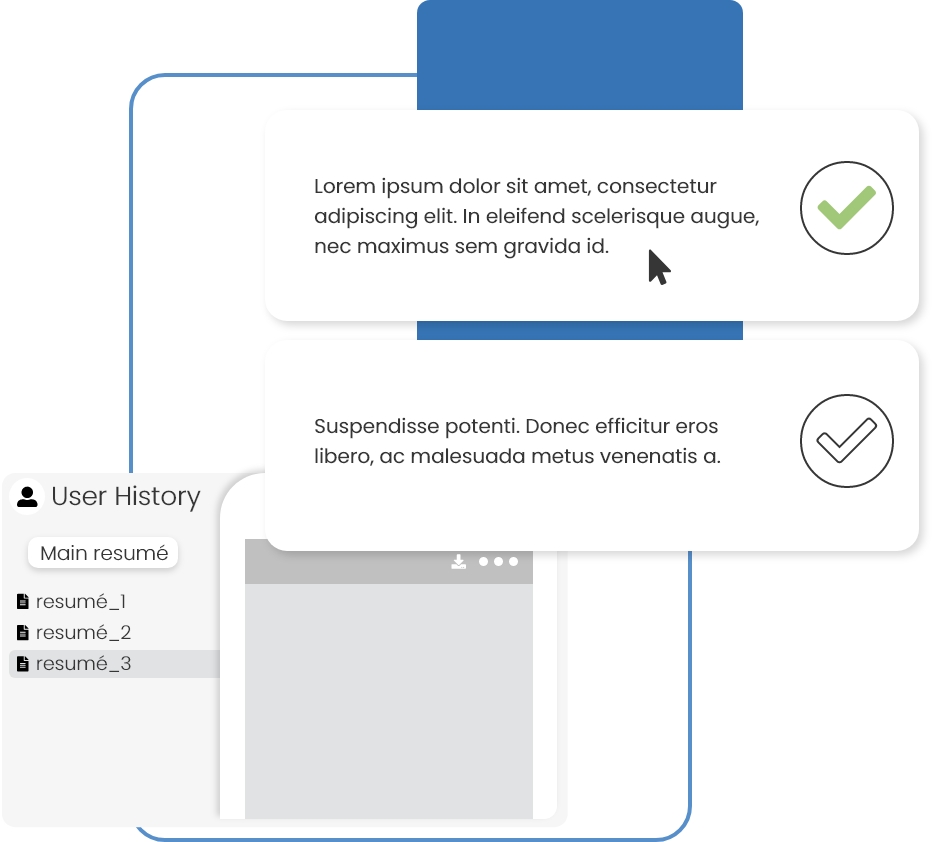 Lorem ipsum dolor sit amet, consectetur
adipiscing elit. In eleifend scelerisque augue,
nec maximus sem gravida id.
Suspendisse potenti. Donec efficitur eros
libero, ac malesuada metus venenatis a.
User History
Main resumé
resumé_1
resumé_2
resumé_3